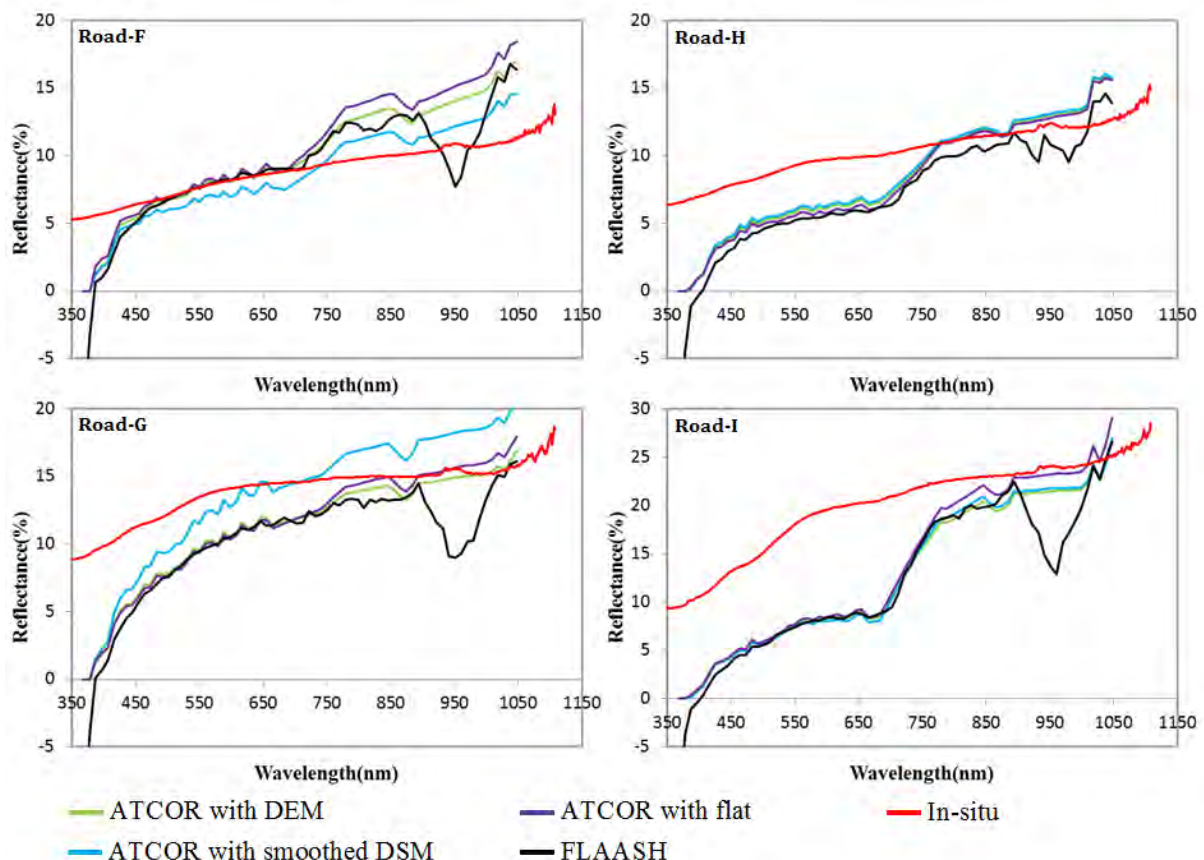 Road-F
20
15
10
5
0
-5
Reflectance(%)
350 450 550 650 750 850 950 1050 1150
Wavelength(nm)
Road-H
20
15
10
5
0
-5
Reflectance(%)
350 450 550 650 750 850 950 1050 1150
Wavelength(nm)
Road-G
20
15
10
5
0
-5
Reflectance(%)
350 450 550 650 750 850 950 1050 1150
Wavelength(nm)
Road-I
30
25
20
15
10
5
0
-5
Reflectance(%)
350 450 550 650 750 850 950 1050 1150
Wavelength(nm)
ATCOR with DEM
ATCOR with flat
In-situ
ATCOR with smoothed DSM
FLAASH